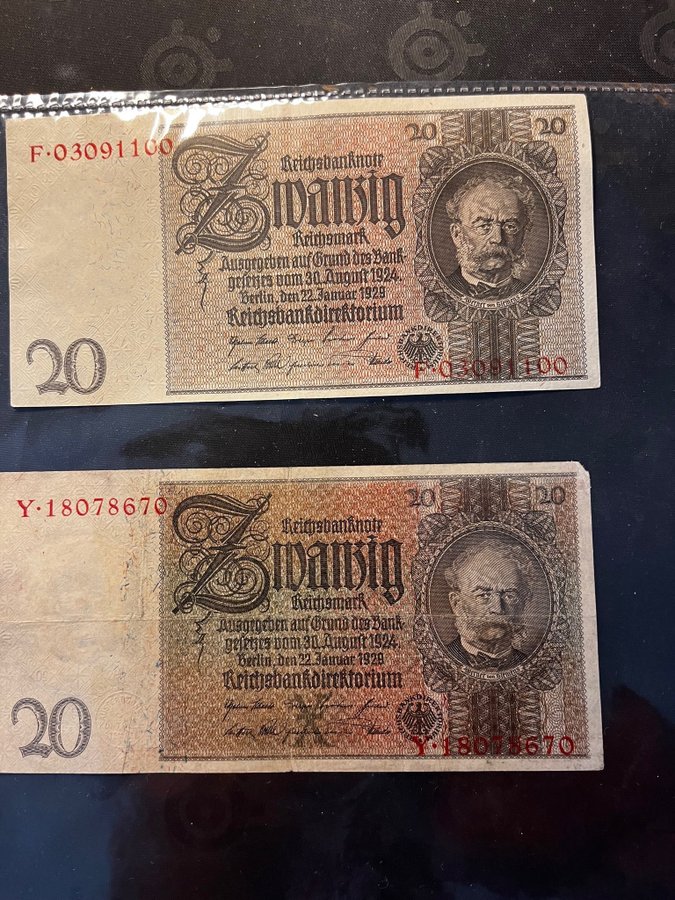 F·03091100
20 20
Reichsbanknote
Zwanzig
Reichsmark
Ausgegeben auf Grund des Bank-
gesetzes vom 30. August 1924.
Berlin, den 22. Januar 1929
Reichsbankdirektorium
20
F·03091100
Y·18078670
20 20
Reichsbanknote
Zwanzig
Reichsmark
Ausgegeben auf Grund des Bank-
gesetzes vom 30. August 1924.
Berlin, den 22. Januar 1929
Reichsbankdirektorium
20
Y·18078670